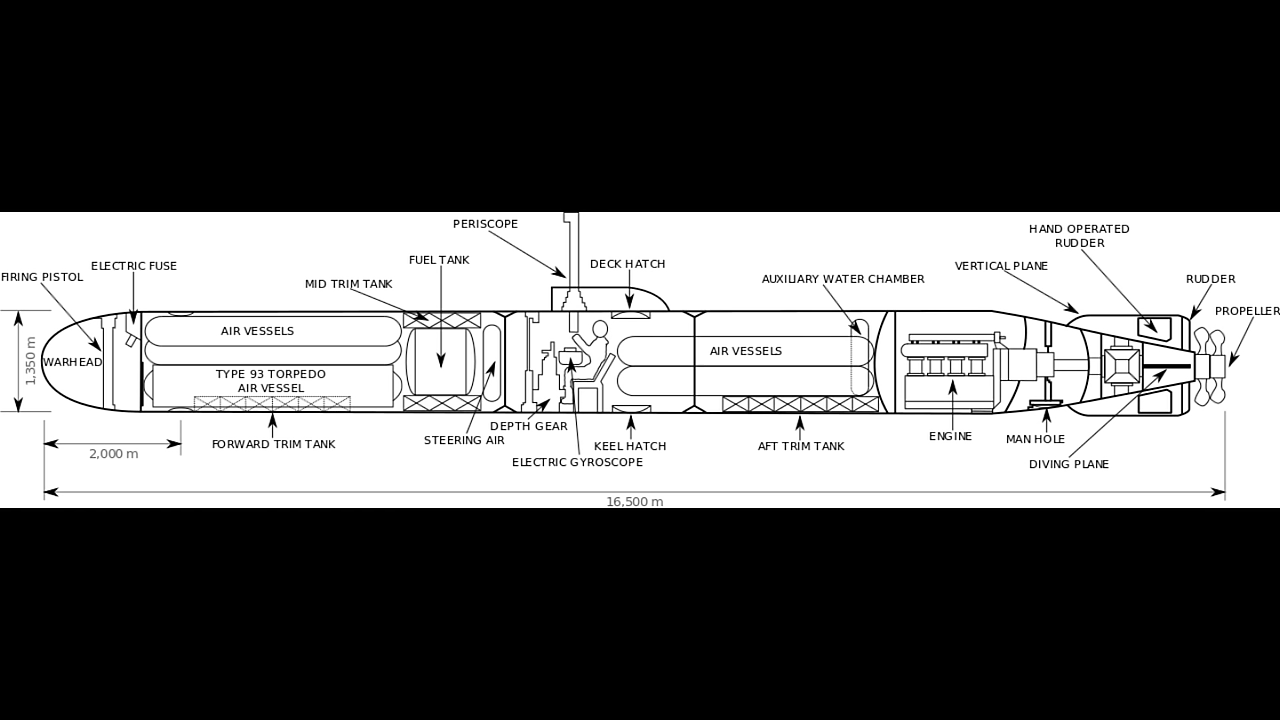 PERISCOPE
HAND OPERATED
RUDDER
ELECTRIC FUSE
FUEL TANK
DECK HATCH
VERTICAL PLANE
FIRING PISTOL
MID TRIM TANK
AUXILIARY WATER CHAMBER
RUDDER
PROPELLER
AIR VESSELS
AIR VESSELS
WARHEAD
TYPE 93 TORPEDO
AIR VESSEL
1,350 m
FORWARD TRIM TANK
STEERING AIR
DEPTH GEAR
KEEL HATCH
AFT TRIM TANK
ENGINE
MAN HOLE
2,000 m
ELECTRIC GYROSCOPE
DIVING PLANE
16,500 m